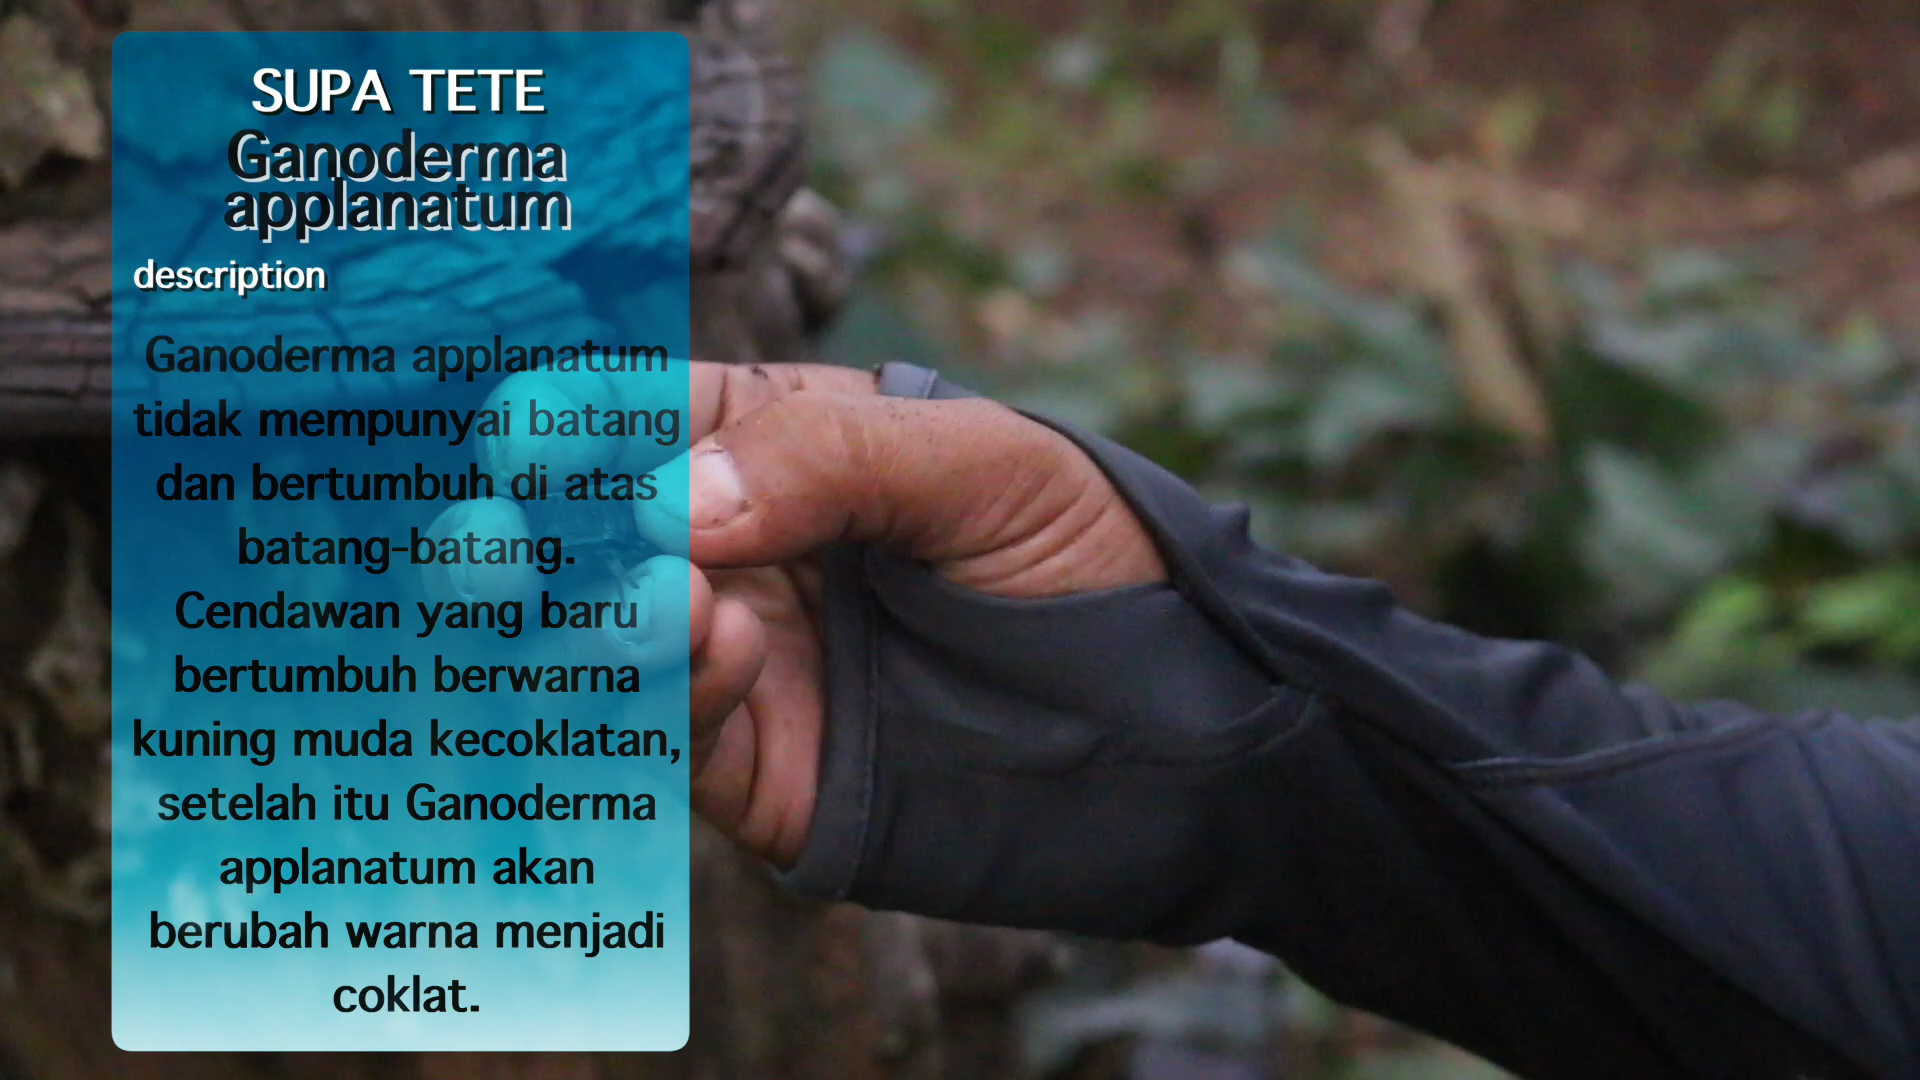 SUPA TETE
Ganoderma
applanatum
description
Ganoderma applanatum
tidak mempunyai batang
dan bertumbuh di atas
batang-batang.
Cendawan yang baru
bertumbuh berwarna
kuning muda kecoklatan,
setelah itu Ganoderma
applanatum akan
berubah warna menjadi
coklat.